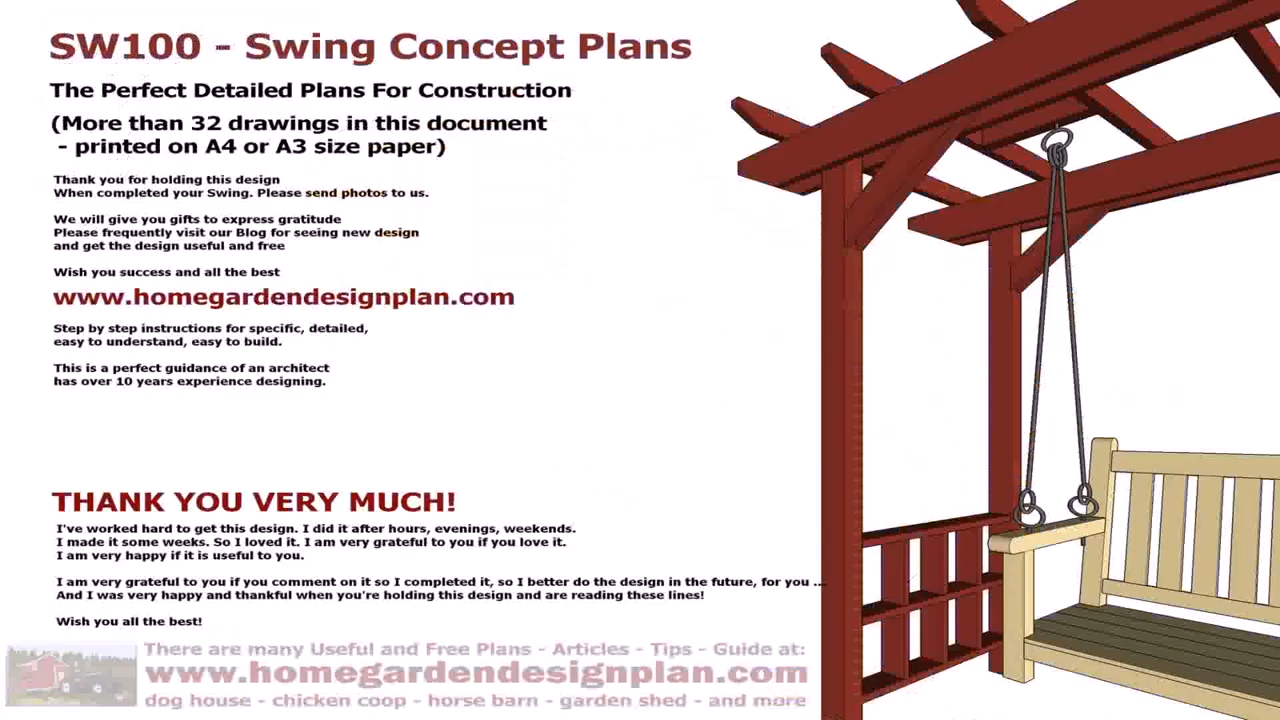 SW100 - Swing Concept Plans
The Perfect Detailed Plans For Construction
(More than 32 drawings in this document
- printed on A4 or A3 size paper)
Thank you for holding this design
When completed your Swing. Please send photos to us.
We will give you gifts to express gratitude
Please frequently visit our Blog for seeing new design
and get the design useful and free
Wish you success and all the best
www.homegardendesignplan.com
Step by step instructions for specific, detailed,
easy to understand, easy to build.
This is a perfect guidance of an architect
has over 10 years experience designing.
THANK YOU VERY MUCH!
I've worked hard to get this design. I did it after hours, evenings, weekends.
I made it some weeks. So I loved it. I am very grateful to you if you love it.
I am very happy if it is useful to you.
I am very grateful to you if you comment on it so I completed it, so I better do the design in the future, for you ...
And I was very happy and thankful when you're holding this design and are reading these lines!
Wish you all the best!
There are many Useful and Free Plans - Articles - Tips - Guide at:
www.homegardendesignplan.com
dog house - chicken coop - horse barn - garden shed - and more